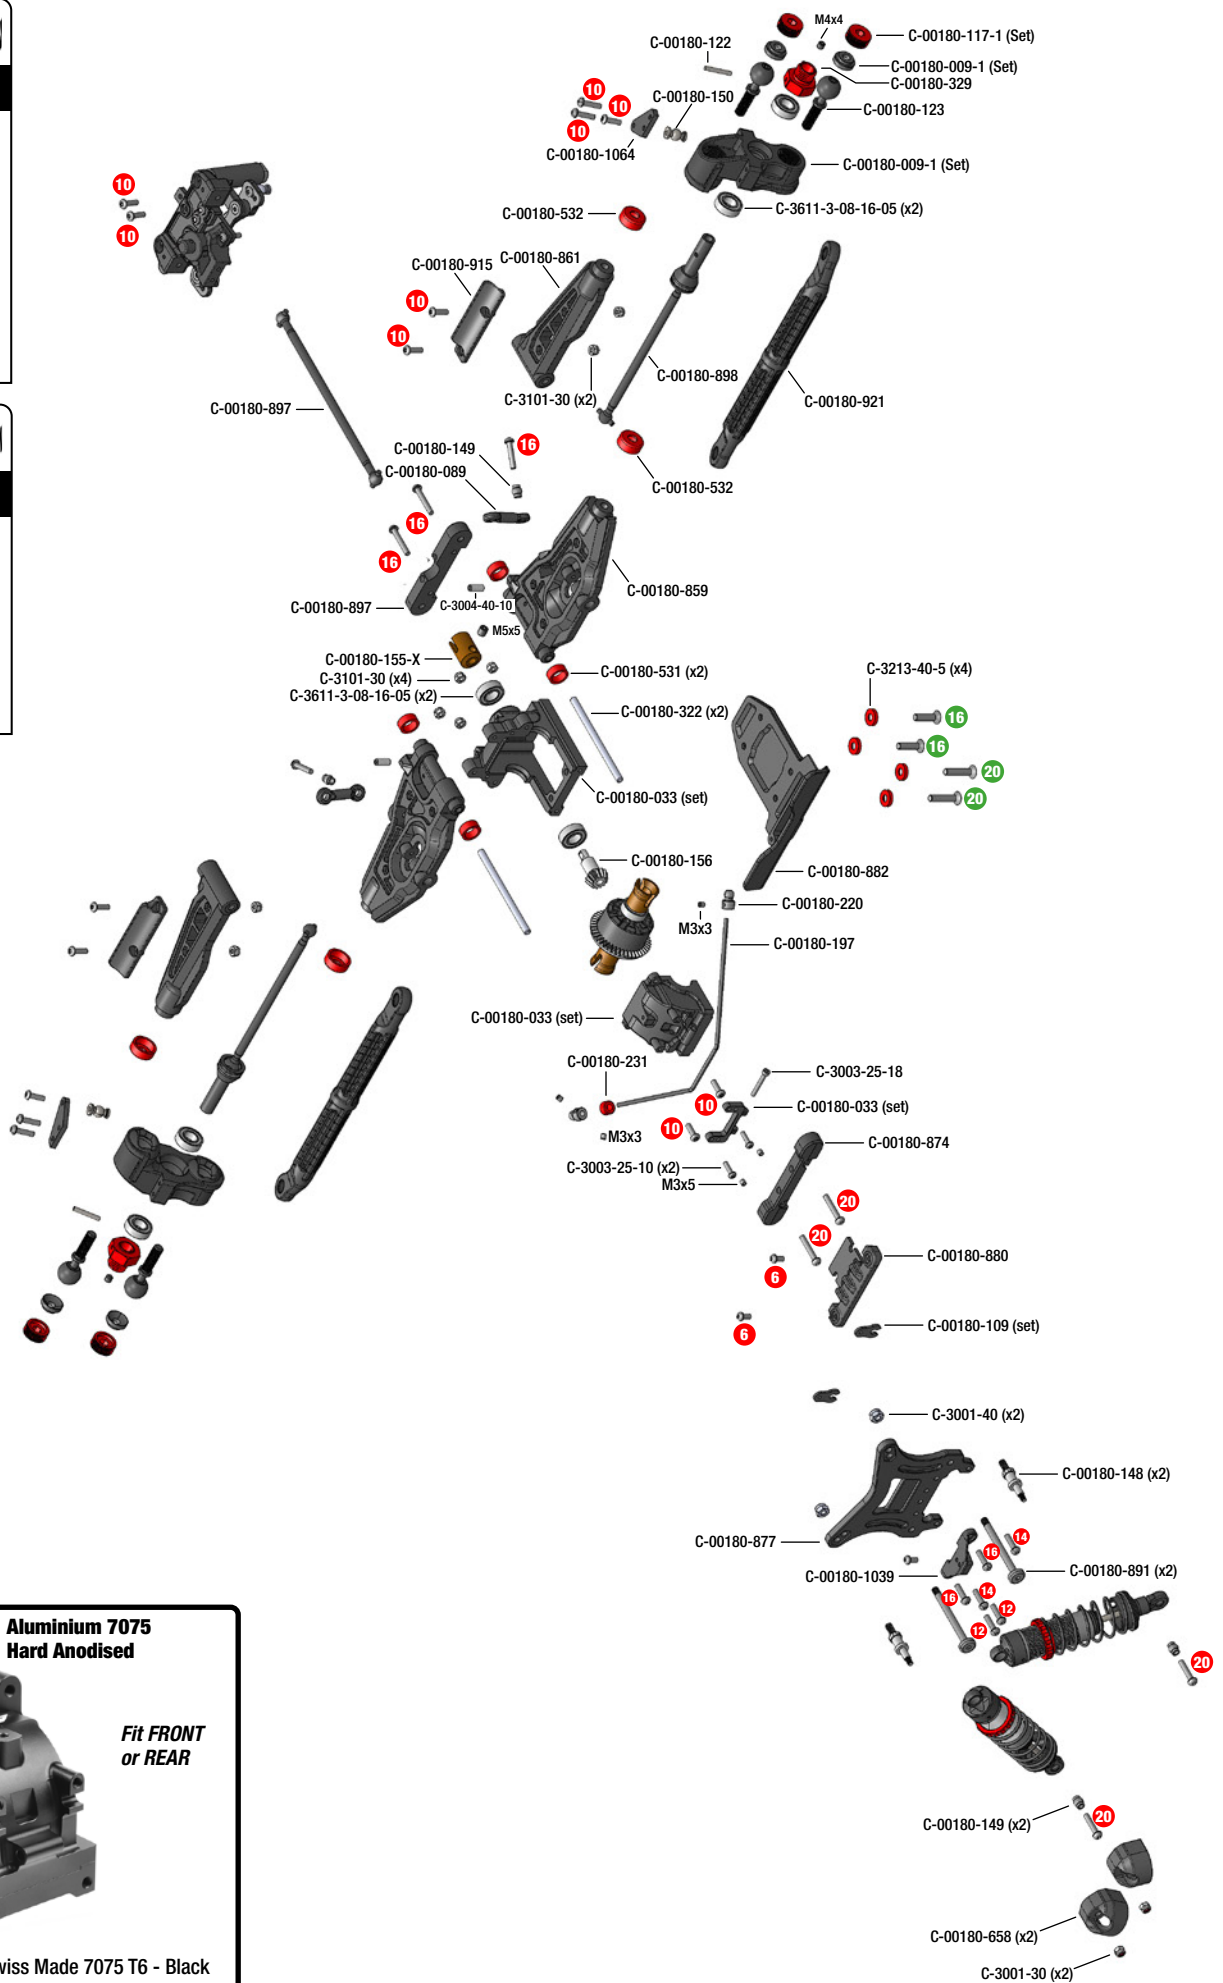 M4x4
C-00180-117-1 (Set)
C-00180-122
C-00180-009-1 (Set)
C-00180-329
10
C-00180-150
10
C-00180-123
10
C-00180-1064
C-00180-009-1 (Set)
10
10
C-00180-532
C-3611-3-08-16-05 (x2)
C-00180-915
C-00180-861
10
10
C-00180-898
C-3101-30 (x2)
C-00180-921
C-00180-897
C-00180-149
16
C-00180-089
C-00180-532
16
16
C-00180-859
C-00180-897
C-3004-40-10
M5x5
C-00180-155-X
C-3101-30 (x4)
C-3611-3-08-16-05 (x2)
C-00180-531 (x2)
C-3213-40-5 (x4)
C-00180-322 (x2)
16
16
20
20
C-00180-033 (set)
C-00180-156
C-00180-882
C-00180-220
M3x3
C-00180-197
C-00180-033 (set)
C-00180-231
C-3003-25-18
10
C-00180-033 (set)
10
M3x3
C-00180-874
C-3003-25-10 (x2)
M3x5
20
20
C-00180-880
6
6
C-00180-109 (set)
C-3001-40 (x2)
C-00180-148 (x2)
C-00180-877
14
16
C-00180-1039
C-00180-891 (x2)
16
14
12
12
20
Aluminium 7075
Hard Anodised
Fit FRONT
or REAR
C-00180-149 (x2)
20
C-00180-658 (x2)
C-3001-30 (x2)
wiss Made 7075 T6 - Black